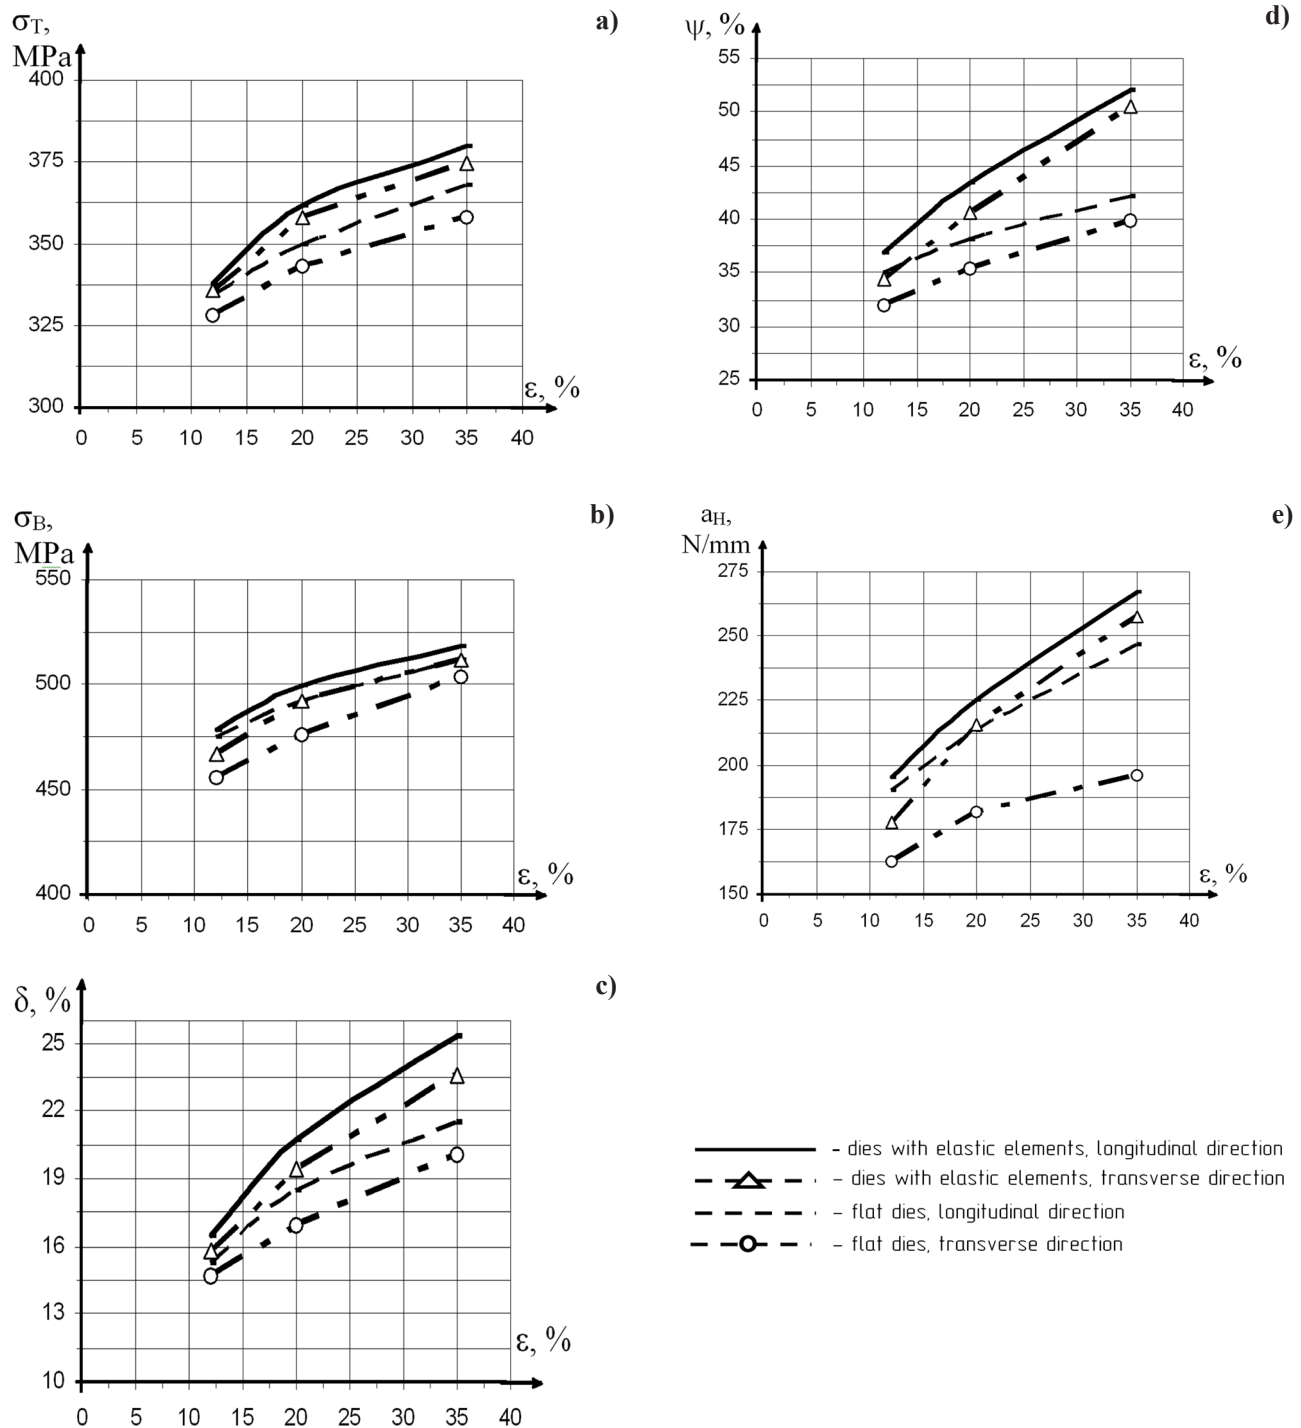 σT,
MPa
a)
400
375
350
325
300
ε, %
0 5 10 15 20 25 30 35 40
ψ, %
d)
55
50
45
40
35
30
25
ε, %
0 5 10 15 20 25 30 35 40
σB,
MPa
b)
550
500
450
400
ε, %
0 5 10 15 20 25 30 35 40
aH,
N/mm
e)
275
250
225
200
175
150
ε, %
0 5 10 15 20 25 30 35 40
δ, %
c)
25
22
19
16
13
10
ε, %
0 5 10 15 20 25 30 35 40
– dies with elastic elements, longitudinal direction
– dies with elastic elements, transverse direction
– flat dies, longitudinal direction
– flat dies, transverse direction